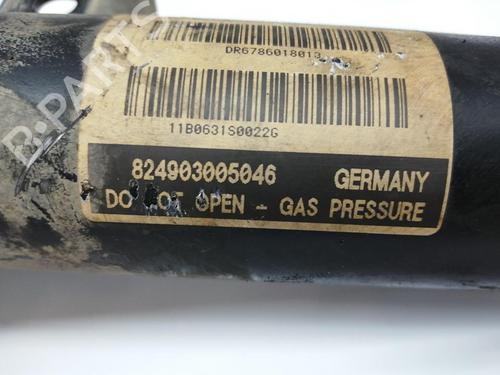 DR6786018013
11B0631S0022G
824903005046 GERMANY
DO NOT OPEN - GAS PRESSURE
B-PARTS